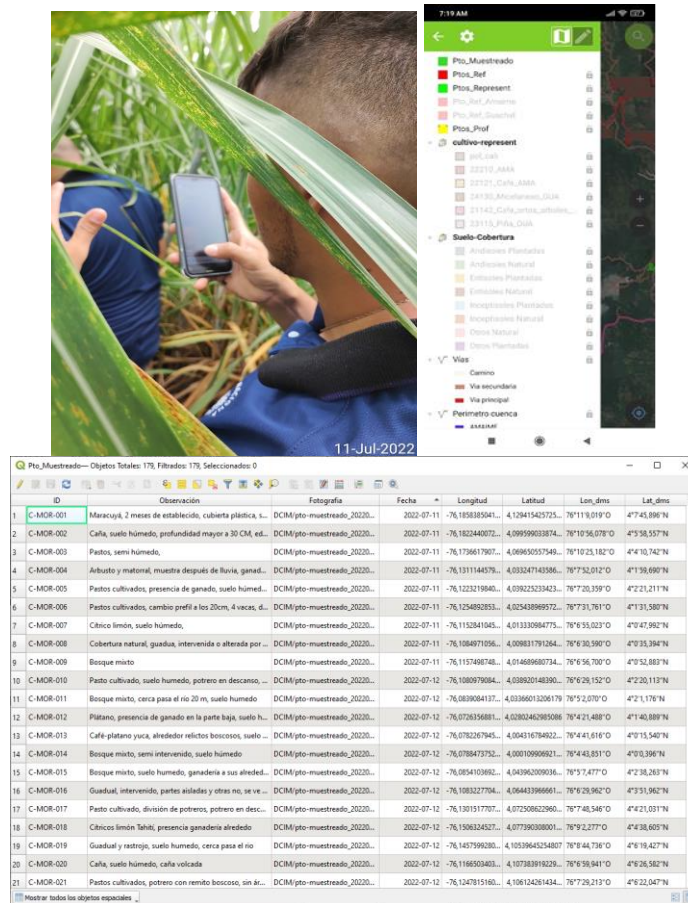 11-Jul-2022
7:19 AM
Pto_Muestreado
Ptos_Ref
Ptos_Represent
Pto_Ref_Amaime
Pto_Ref_Guachal
Ptos_Prof
cultivo-represent
pol_cali
22210_AMA
22121_Café_AMA
24130_Miscelaneos_GUA
21142_Caña_otros_arboles_...
23115_Piña_GUA
Suelo-Cobertura
Andisoles Plantadas
Andisoles Natural
Entisoles Plantadas
Entisoles Natural
Inceptisoles Plantadas
Inceptisoles Natural
Otros Natural
Otros Plantadas
Vías
Camino
Via secundaria
Via principal
Perimetro cuenca
AMAIME
Pto_Muestreado— Objetos Totales: 179, Filtrados: 179, Seleccionados: 0
ID Observación Fotografía Fecha Longitud Latitud Lon_dms Lat_dms
1 C-MOR-001 Maracuyá, 2 meses de establecido, cubierta plástica, s... DCIM/pto-muestreado_20220... 2022-07-11 -76,1858385041... 4,129415425725... 76°11'9,019"O 4°7'45,896"N
2 C-MOR-002 Caña, suelo húmedo, profundidad mayor a 30 CM, ed... DCIM/pto-muestreado_20220... 2022-07-11 -76,1822440072... 4,099599033874... 76°10'56,078"O 4°5'58,557"N
3 C-MOR-003 Pastos, semi húmedo, DCIM/pto-muestreado_20220... 2022-07-11 -76,1736617907... 4,069650557549... 76°10'25,182"O 4°4'10,742"N
4 C-MOR-004 Arbusto y matorral, muestra después de lluvia, ganad... DCIM/pto-muestreado_20220... 2022-07-11 -76,1311144579... 4,033247143586... 76°7'52,012"O 4°1'59,690"N
5 C-MOR-005 Pastos cultivados, presencia de ganado, suelo húmed... DCIM/pto-muestreado_20220... 2022-07-11 -76,1222319840... 4,039225233423... 76°7'20,359"O 4°2'21,211"N
6 C-MOR-006 Pastos cultivados, cambio prefil a los 20cm, 4 vacas, d... DCIM/pto-muestreado_20220... 2022-07-11 -76,1254892853... 4,025438969572... 76°7'31,761"O 4°1'31,580"N
7 C-MOR-007 Cítrico limón, suelo húmedo, DCIM/pto-muestreado_20220... 2022-07-11 -76,1152841045... 4,013330984775... 76°6'55,023"O 4°0'47,992"N
8 C-MOR-008 Cobertura natural, guadua, intervenida o alterada por ... DCIM/pto-muestreado_20220... 2022-07-11 -76,1084971056... 4,009831791264... 76°6'30,590"O 4°0'35,394"N
9 C-MOR-009 Bosque mixto DCIM/pto-muestreado_20220... 2022-07-11 -76,1157498748... 4,014689680734... 76°6'56,700"O 4°0'52,883"N
10 C-MOR-010 Pasto cultivado, suelo humedo, potrero en descanso, ... DCIM/pto-muestreado_20220... 2022-07-12 -76,1080979084... 4,038920148390... 76°6'29,152"O 4°2'20,113"N
11 C-MOR-011 Bosque mixto, cerca pasa el río 20 m, suelo humedo DCIM/pto-muestreado_20220... 2022-07-12 -76,0839084137... 4,03366013206179 76°5'2,070"O 4°2'1,176"N
12 C-MOR-012 Plátano, presencia de ganado en la parte baja, suelo h... DCIM/pto-muestreado_20220... 2022-07-12 -76,0726356881... 4,02802462985086 76°4'21,488"O 4°1'40,889"N
13 C-MOR-013 Café-platano yuca, alrededor relictos boscosos, suelo ... DCIM/pto-muestreado_20220... 2022-07-12 -76,0782267945... 4,004316784922... 76°4'41,616"O 4°0'15,540"N
14 C-MOR-014 Bosque mixto, semi intervenido, suelo húmedo DCIM/pto-muestreado_20220... 2022-07-12 -76,0788473752... 4,000109906921... 76°4'43,851"O 4°0'0,396"N
15 C-MOR-015 Bosque mixto, suelo humedo, ganadería a sus alreded... DCIM/pto-muestreado_20220... 2022-07-12 -76,0854103692... 4,043962009036... 76°5'7,477"O 4°2'38,263"N
16 C-MOR-016 Guadual, intervenido, partes aisladas y otras no, se ve ... DCIM/pto-muestreado_20220... 2022-07-12 -76,1083227704... 4,064433966661... 76°6'29,962"O 4°3'51,962"N
17 C-MOR-017 Pasto cultivado, división de potreros, potrero en desc... DCIM/pto-muestreado_20220... 2022-07-12 -76,1301517707... 4,072508622960... 76°7'48,546"O 4°4'21,031"N
18 C-MOR-018 Citricos limón Tahití, presencia ganadería alrededo DCIM/pto-muestreado_20220... 2022-07-12 -76,1506324527... 4,077390308001... 76°9'2,277"O 4°4'38,605"N
19 C-MOR-019 Guadual y rastrojo, suelo humedo, cerca pasa el rio DCIM/pto-muestreado_20220... 2022-07-12 -76,1457599280... 4,10539645254807 76°8'44,736"O 4°6'19,427"N
20 C-MOR-020 Caña, suelo húmedo, caña volcada DCIM/pto-muestreado_20220... 2022-07-12 -76,1166503403... 4,107383919229... 76°6'59,941"O 4°6'26,582"N
21 C-MOR-021 Pastos cultivados, potrero con remito boscoso, sin ár... DCIM/pto-muestreado_20220... 2022-07-12 -76,1247815160... 4,106124261434... 76°7'29,213"O 4°6'22,047"N
Mostrar todos los objetos espaciales